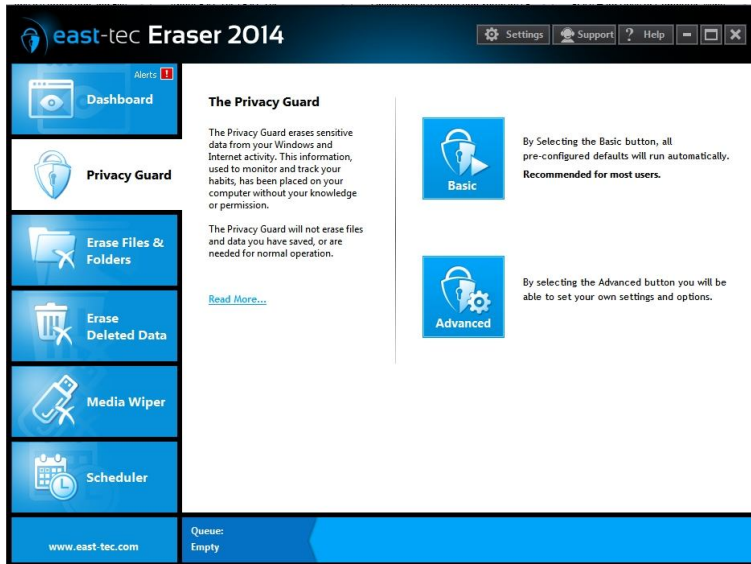 east-tec Eraser 2014
Settings
Support
? Help
Alerts !
Dashboard
Privacy Guard
Erase Files &
Folders
Erase
Deleted Data
Media Wiper
Scheduler
www.east-tec.com
The Privacy Guard
The Privacy Guard erases sensitive
data from your Windows and
Internet activity. This information,
used to monitor and track your
habits, has been placed on your
computer without your knowledge
or permission.
The Privacy Guard will not erase files
and data you have saved, or are
needed for normal operation.
Read More...
Basic
By Selecting the Basic button, all
pre-configured defaults will run automatically.
Recommended for most users.
Advanced
By selecting the Advanced button you will be
able to set your own settings and options.
Queue:
Empty